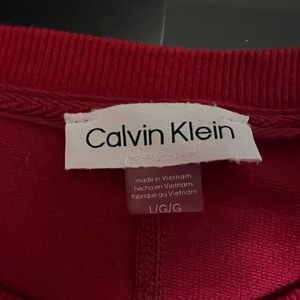 Calvin Klein
made in Vietnam
hecho en Vietnam
fabriqué au Vietnam
L/G/G